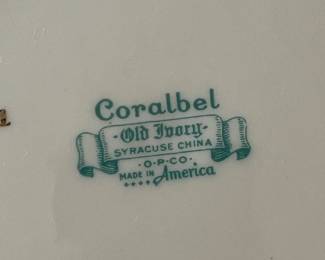 Coralbel
-Old Ivory-
SYRACUSE CHINA
·O·P·CO·
MADE IN America